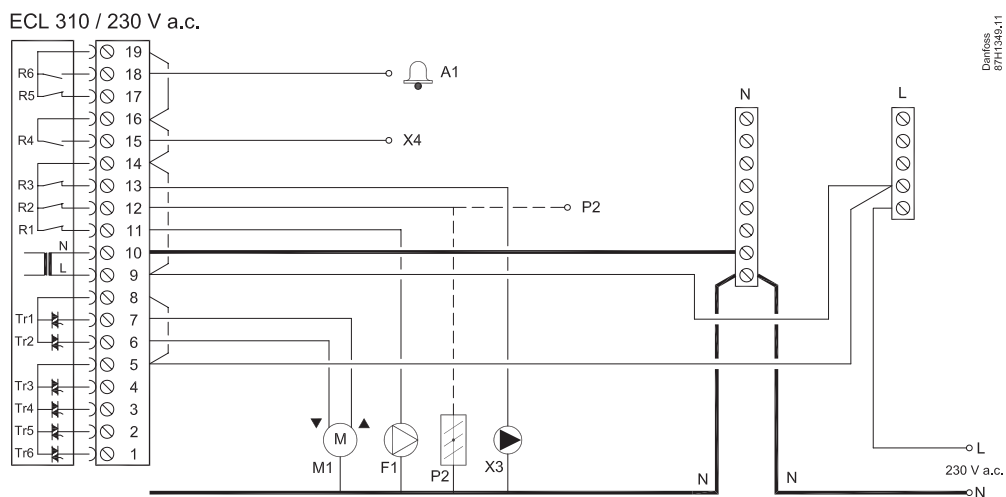 ECL 310 / 230 V a.c.
Danfoss
87H1349.11
19
R6 18 A1
R5 17
16
R4 15 X4
14
R3 13
R2 12 P2
R1 11
N 10
L 9
8
Tr1 7
Tr2 6
5
Tr3 4
Tr4 3
Tr5 2
Tr6 1
N
L
M
M1
F1
P2
X3
N
N
L
230 V a.c.
N